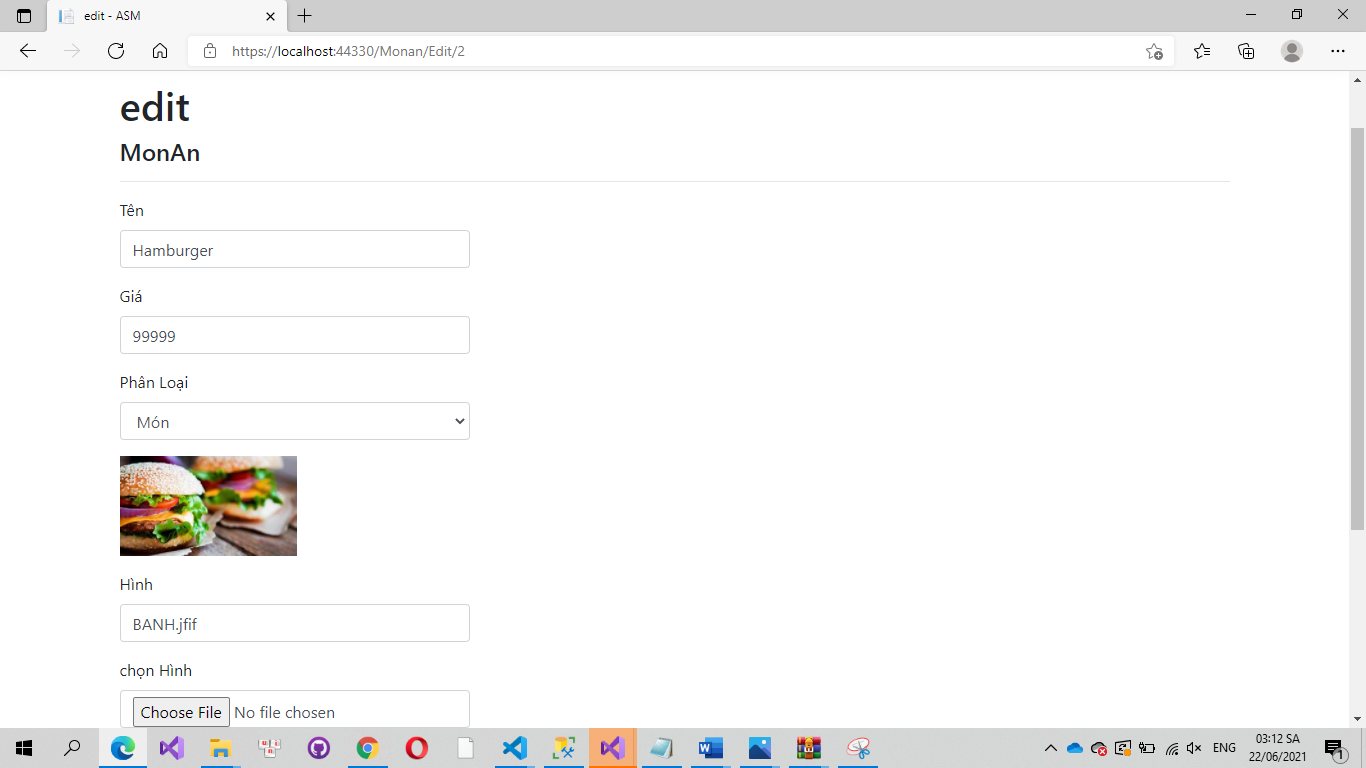 edit - ASM
https://localhost:44330/Monan/Edit/2
edit
MonAn
Tên
Hamburger
Giá
99999
Phân Loại
Món
Hình
BANH.jfif
chọn Hình
Choose File No file chosen
ENG
03:12 SA
22/06/2021
1